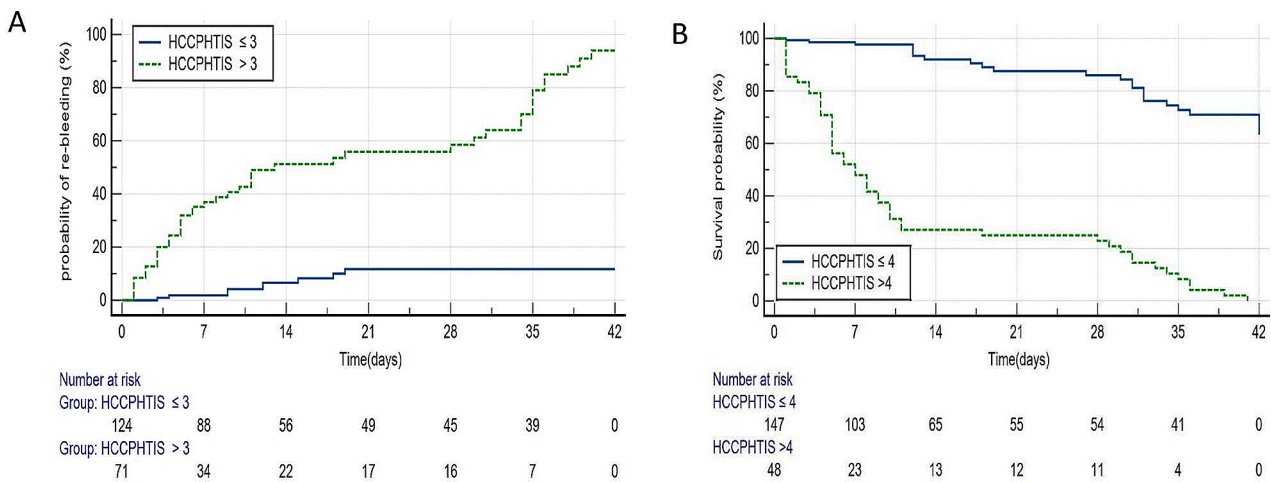 A
probability of re-bleeding (%)
100
80
60
40
20
0
HCCPHTIS ≤ 3
HCCPHTIS > 3
0 7 14 21 28 35 42
Time(days)
Number at risk
Group: HCCPHTIS ≤ 3
124 88 56 49 45 39 0
Group: HCCPHTIS > 3
71 34 22 17 16 7 0
B
Survival probability (%)
100
80
60
40
20
0
HCCPHTIS ≤ 4
HCCPHTIS >4
0 7 14 21 28 35 42
Time(days)
Number at risk
HCCPHTIS ≤ 4
147 103 65 55 54 41 0
HCCPHTIS >4
48 23 13 12 11 4 0